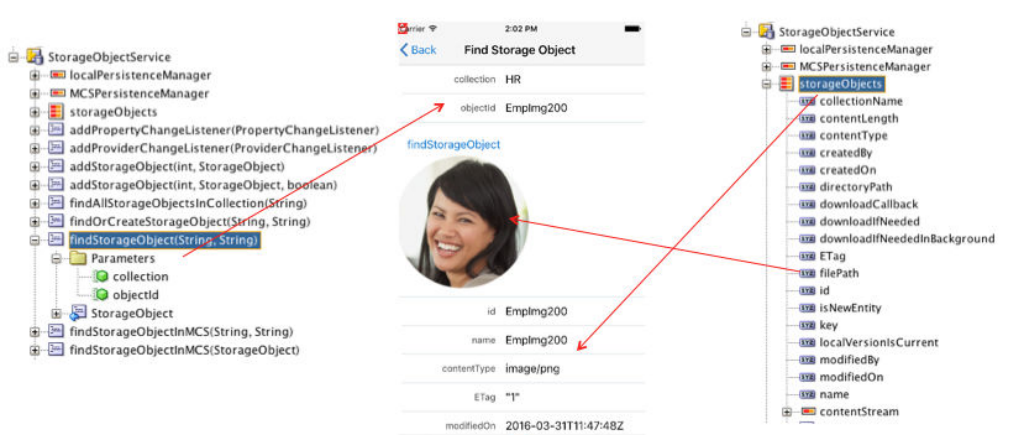 StorageObjectService
localPersistenceManager
MCSPersistenceManager
storageObjects
addPropertyChangeListener(PropertyChangeListener)
addProviderChangeListener(ProviderChangeListener)
addStorageObject(int, StorageObject)
addStorageObject(int, StorageObject, boolean)
findAllStorageObjectsInCollection(String)
findOrCreateStorageObject(String, String)
findStorageObject(String, String)
Parameters
collection
objectId
StorageObject
findStorageObjectInMCS(String, String)
findStorageObjectInMCS(StorageObject)
2:02 PM
Back Find Storage Object
collection HR
objectid EmpImg200
findStorageObject
id EmpImg200
name EmpImg200
contentType image/png
ETag "1"
modifiedOn 2016-03-31T11:47:48Z
StorageObjectService
localPersistenceManager
MCSPersistenceManager
storageObjects
collectionName
contentLength
contentType
createdBy
createdOn
directoryPath
downloadCallback
downloadIfNeeded
downloadIfNeededInBackground
ETag
filePath
id
isNewEntity
key
localVersionIsCurrent
modifiedBy
modifiedOn
name
contentStream